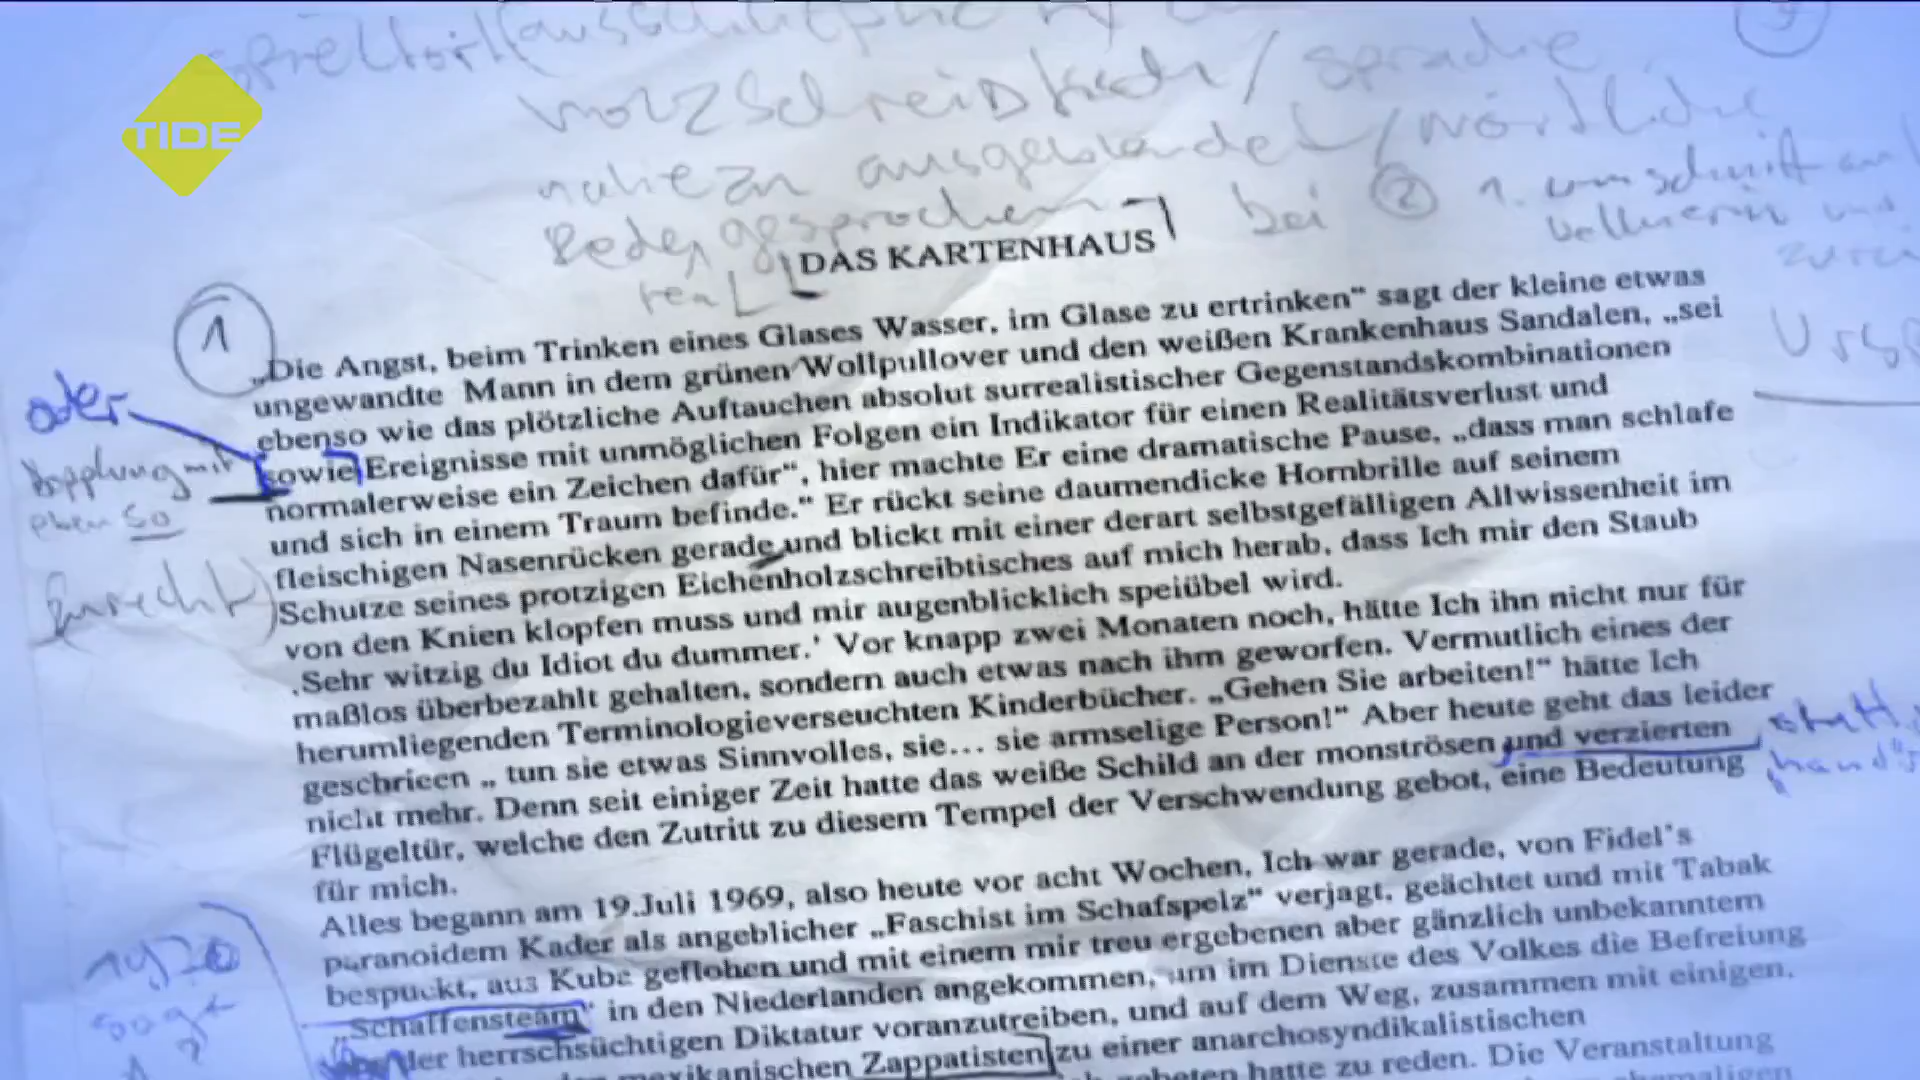 TIDE
sprache
nahezu ausgeblendet / wörtliche
Reden gesprochen bei 2 1. umschnitt
real
DAS KARTENHAUS
1
„Die Angst, beim Trinken eines Glases Wasser, im Glase zu ertrinken“ sagt der kleine etwas
ungewandte Mann in dem grünen Wollpullover und den weißen Krankenhaus Sandalen, „sei
ebenso wie das plötzliche Auftauchen absolut surrealistischer Gegenstandskombinationen
oder
sowie Ereignisse mit unmöglichen Folgen ein Indikator für einen Realitätsverlust und
Dopplung mit
ebenso
normalerweise ein Zeichen dafür“, hier machte Er eine dramatische Pause, „dass man schlafe
und sich in einem Traum befinde.“ Er rückt seine daumendicke Hornbrille auf seinem
fleischigen Nasenrücken gerade und blickt mit einer derart selbstgefälligen Allwissenheit im
Schutze seines protzigen Eichenholzschreibtisches auf mich herab, dass Ich mir den Staub
von den Knien klopfen muss und mir augenblicklich speiübel wird.
‚Sehr witzig du Idiot du dummer.‘ Vor knapp zwei Monaten noch, hätte Ich ihn nicht nur für
maßlos überbezahlt gehalten, sondern auch etwas nach ihm geworfen. Vermutlich eines der
herumliegenden Terminologieverseuchten Kinderbücher. „Gehen Sie arbeiten!“ hätte Ich
geschrieen „ tun sie etwas Sinnvolles, sie… sie armselige Person!“ Aber heute geht das leider
nicht mehr. Denn seit einiger Zeit hatte das weiße Schild an der monströsen und verzierten
statt
Flügeltür, welche den Zutritt zu diesem Tempel der Verschwendung gebot, eine Bedeutung
für mich.
Alles begann am 19.Juli 1969, also heute vor acht Wochen, Ich war gerade, von Fidel's
paranoidem Kader als angeblicher „Faschist im Schafspelz“ verjagt, geächtet und mit Tabak
bespuckt, aus Kuba geflohen und mit einem mir treu ergebenen aber gänzlich unbekanntem
„Schaffensteam“ in den Niederlanden angekommen, um im Dienste des Volkes die Befreiung
der herrschsüchtigen Diktatur voranzutreiben, und auf dem Weg, zusammen mit einigen,
mexikanischen Zappatisten zu einer anarchosyndikalistischen
gebeten hatte zu reden. Die Veranstaltung
ehemaligen